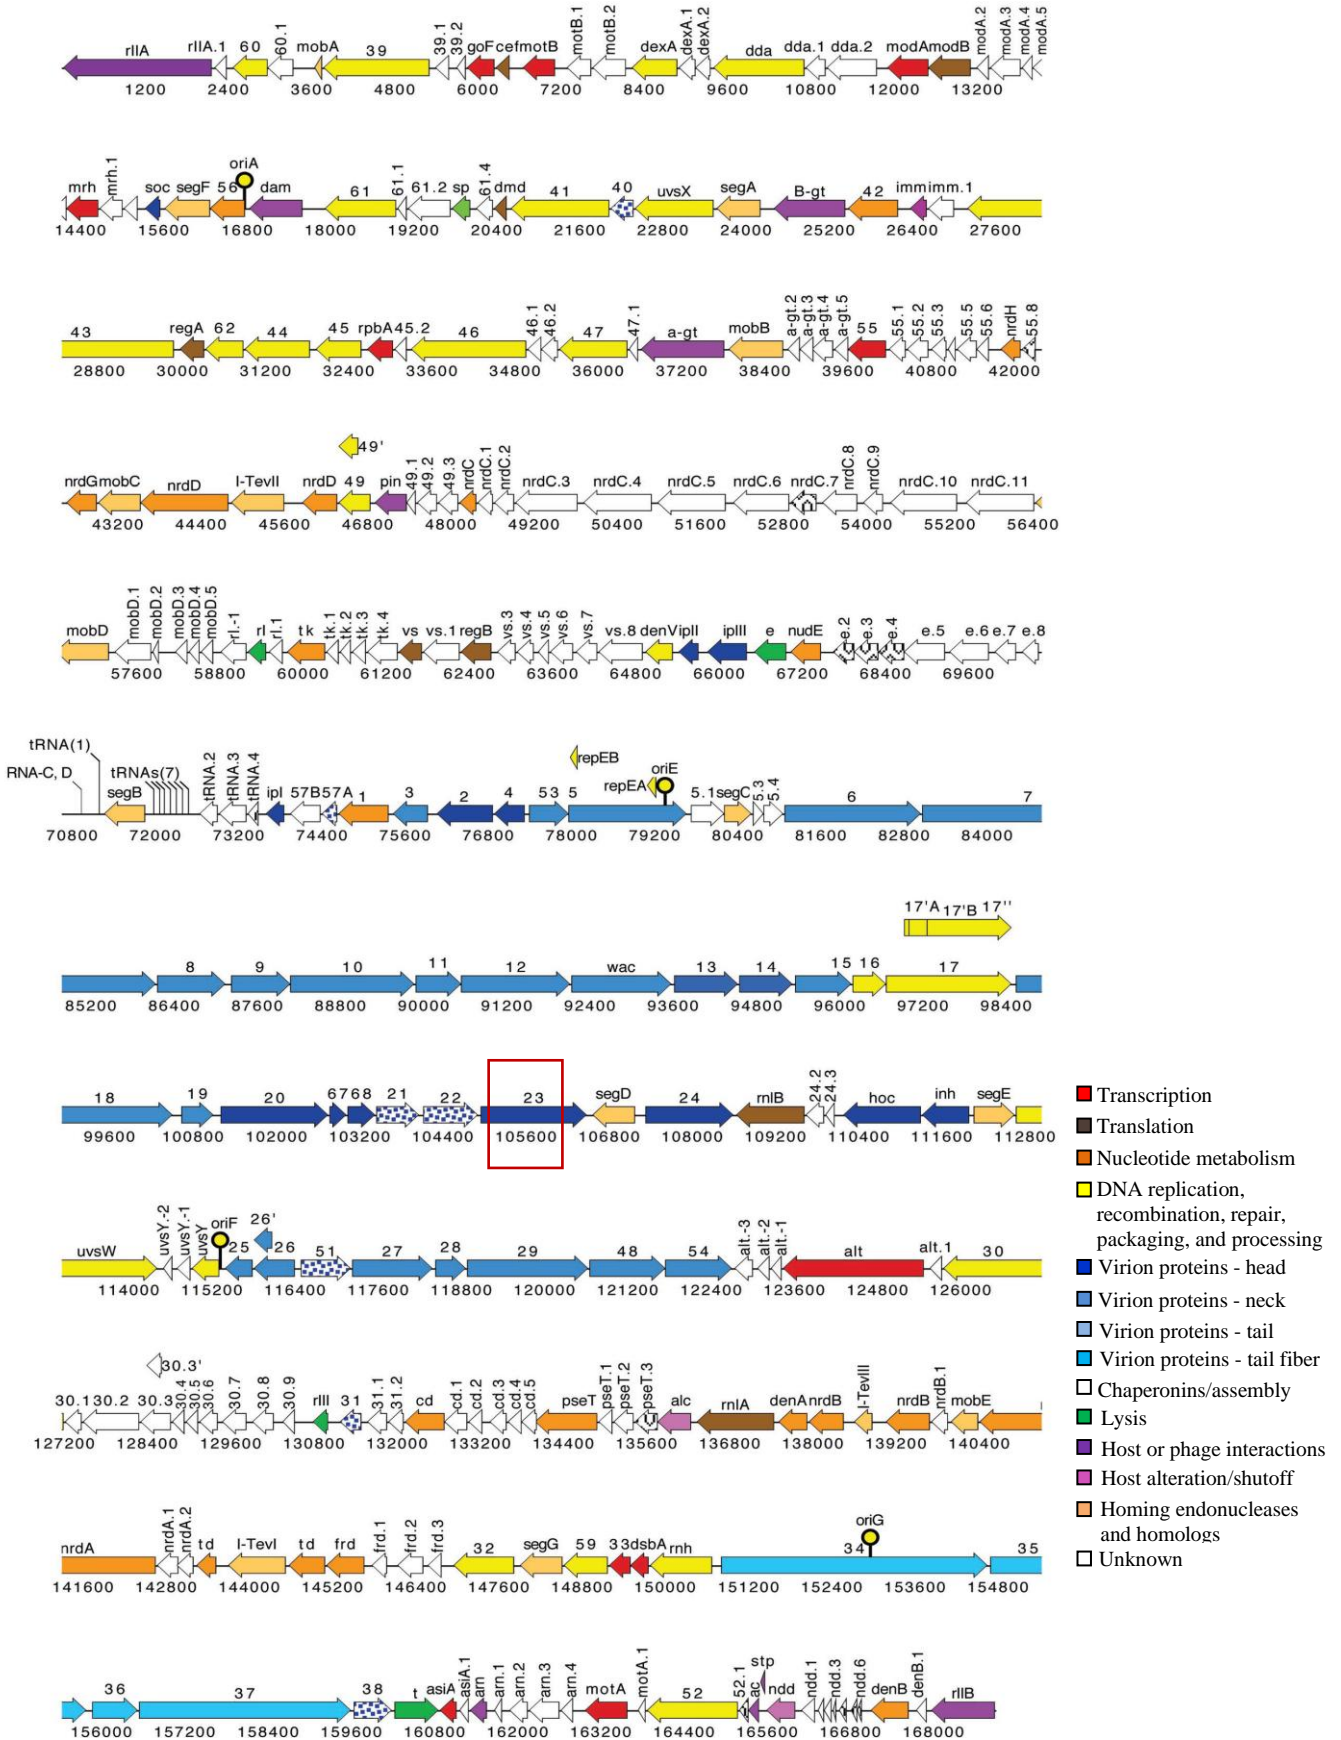 rIIA rIIA.1 60 60.1 mobA 39 39.1 39.2 goF cef motB motB.1 motB.2 dexA dexA.1 dexA.2 dda dda.1 dda.2 modA modB modA.2 modA.3 modA.4 modA.5
1200 2400 3600 4800 6000 7200 8400 9600 10800 12000 13200
mrh mrh.1 soc segF 56 oriA dam 61 61.1 61.2 sp 61.4 dmd 41 40 uvsX segA B-gt 42 imm imm.1
14400 15600 16800 18000 19200 20400 21600 22800 24000 25200 26400 27600
43 regA 62 44 45 rpbA 45.2 46 46.1 46.2 47 47.1 a-gt mobB a-gt.2 a-gt.3 a-gt.4 a-gt.5 55 55.1 55.2 55.3 55.5 55.6 nrdH 55.8
28800 30000 31200 32400 33600 34800 36000 37200 38400 39600 40800 42000
49'
nrdG mobC nrdD I-TevII nrdD 49 pin 49.1 49.2 49.3 nrdC nrdC.1 nrdC.2 nrdC.3 nrdC.4 nrdC.5 nrdC.6 nrdC.7 nrdC.8 nrdC.9 nrdC.10 nrdC.11
43200 44400 45600 46800 48000 49200 50400 51600 52800 54000 55200 56400
mobD mobD.1 mobD.2 mobD.3 mobD.4 mobD.5 rI.-1 rI rI.1 tk tk.1 tk.2 tk.3 tk.4 vs vs.1 regB vs.3 vs.4 vs.5 vs.6 vs.7 vs.8 denV ipII ipIII e nudE e.2 e.3 e.4 e.5 e.6 e.7 e.8
57600 58800 60000 61200 62400 63600 64800 66000 67200 68400 69600
tRNA(1)
RNA-C, D segB tRNAs(7) tRNA.2 tRNA.3 tRNA.4 ipI 57B 57A 1 3 2 4 53 5 repEB repEA oriE 5.1 segC 5.3 5.4 6 7
70800 72000 73200 74400 75600 76800 78000 79200 80400 81600 82800 84000
17'A 17'B 17''
8 9 10 11 12 wac 13 14 15 16 17
85200 86400 87600 88800 90000 91200 92400 93600 94800 96000 97200 98400
18 19 20 67 68 21 22 23 segD 24 rnlB 24.2 24.3 hoc inh segE
99600 100800 102000 103200 104400 105600 106800 108000 109200 110400 111600 112800
Transcription
Translation
Nucleotide metabolism
DNA replication,
recombination, repair,
packaging, and processing
Virion proteins - head
Virion proteins - neck
Virion proteins - tail
Virion proteins - tail fiber
Chaperonins/assembly
Lysis
Host or phage interactions
Host alteration/shutoff
Homing endonucleases
and homologs
Unknown
uvsW uvsY.-2 uvsY.-1 uvsY oriF 25 26' 26 51 27 28 29 48 54 alt.-3 alt.-2 alt.-1 alt alt.1 30
114000 115200 116400 117600 118800 120000 121200 122400 123600 124800 126000
30.3'
30.1 30.2 30.3 30.4 30.5 30.6 30.7 30.8 30.9 rIII 31 31.1 31.2 cd cd.1 cd.2 cd.3 cd.4 cd.5 pseT pseT.1 pseT.2 pseT.3 alc rnlA denA nrdB I-TevIII nrdB nrdB.1 mobE
127200 128400 129600 130800 132000 133200 134400 135600 136800 138000 139200 140400
nrdA nrdA.1 nrdA.2 td I-TevI td frd frd.1 frd.2 frd.3 32 segG 59 33 dsbA rnh 34 oriG 35
141600 142800 144000 145200 146400 147600 148800 150000 151200 152400 153600 154800
36 37 38 t asiA asiA.1 arn arn.1 arn.2 arn.3 arn.4 motA motA.1 52 52.1 ac stp ndd ndd.1 ndd.3 ndd.6 denB denB.1 rIIB
156000 157200 158400 159600 160800 162000 163200 164400 165600 166800 168000